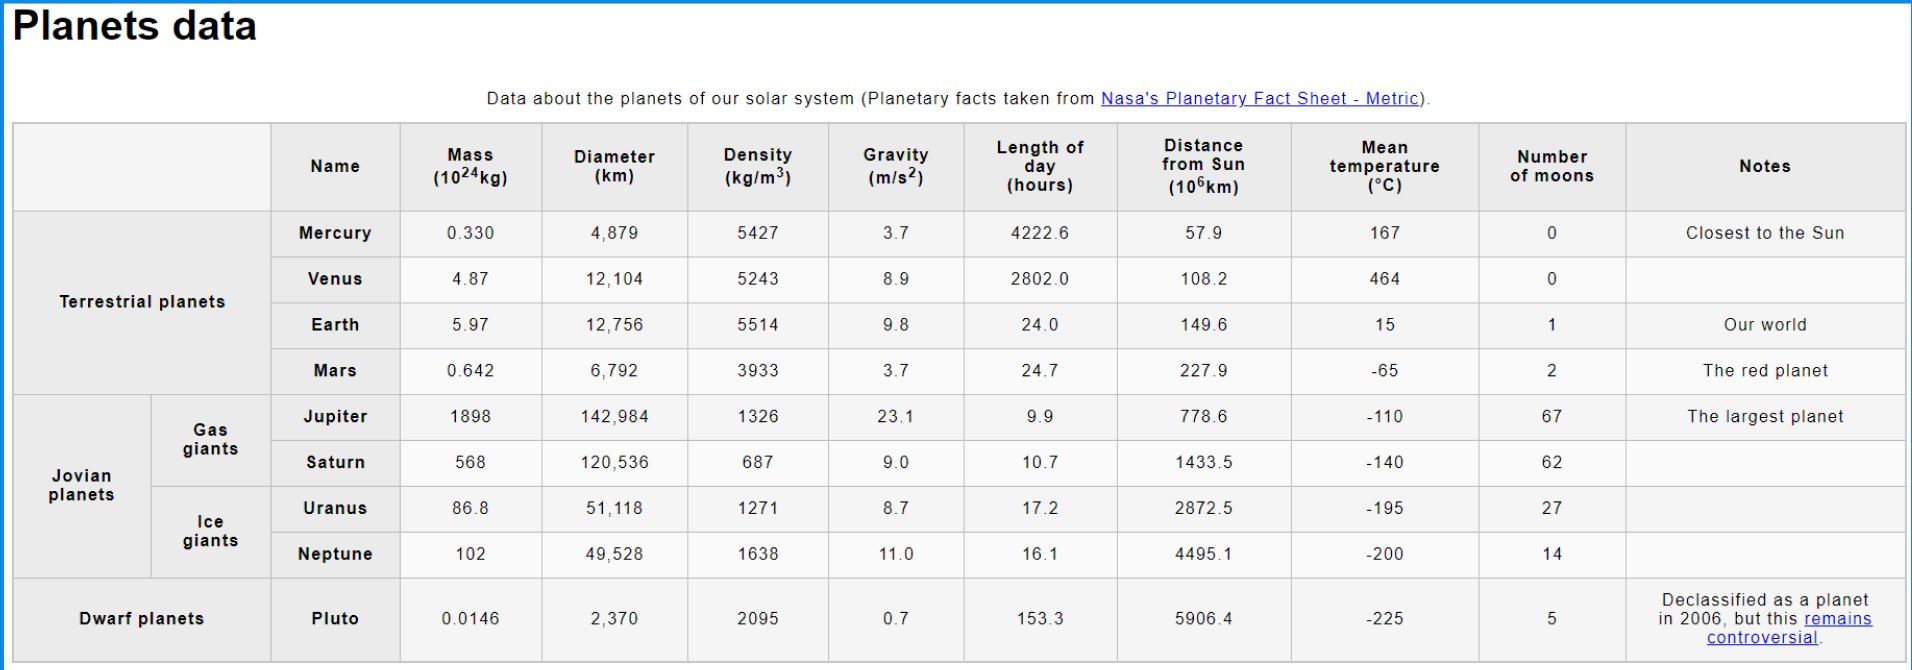 Planets data
Data about the planets of our solar system (Planetary facts taken from Nasa's Planetary Fact Sheet - Metric).
Name Mass (10²⁴kg) Diameter (km) Density (kg/m³) Gravity (m/s²) Length of day (hours) Distance from Sun (10⁶km) Mean temperature (°C) Number of moons Notes
Terrestrial planets Mercury 0.330 4,879 5427 3.7 4222.6 57.9 167 0 Closest to the Sun
Venus 4.87 12,104 5243 8.9 2802.0 108.2 464 0
Earth 5.97 12,756 5514 9.8 24.0 149.6 15 1 Our world
Mars 0.642 6,792 3933 3.7 24.7 227.9 -65 2 The red planet
Jovian planets Gas giants Jupiter 1898 142,984 1326 23.1 9.9 778.6 -110 67 The largest planet
Saturn 568 120,536 687 9.0 10.7 1433.5 -140 62
Ice giants Uranus 86.8 51,118 1271 8.7 17.2 2872.5 -195 27
Neptune 102 49,528 1638 11.0 16.1 4495.1 -200 14
Dwarf planets Pluto 0.0146 2,370 2095 0.7 153.3 5906.4 -225 5 Declassified as a planet in 2006, but this remains controversial.